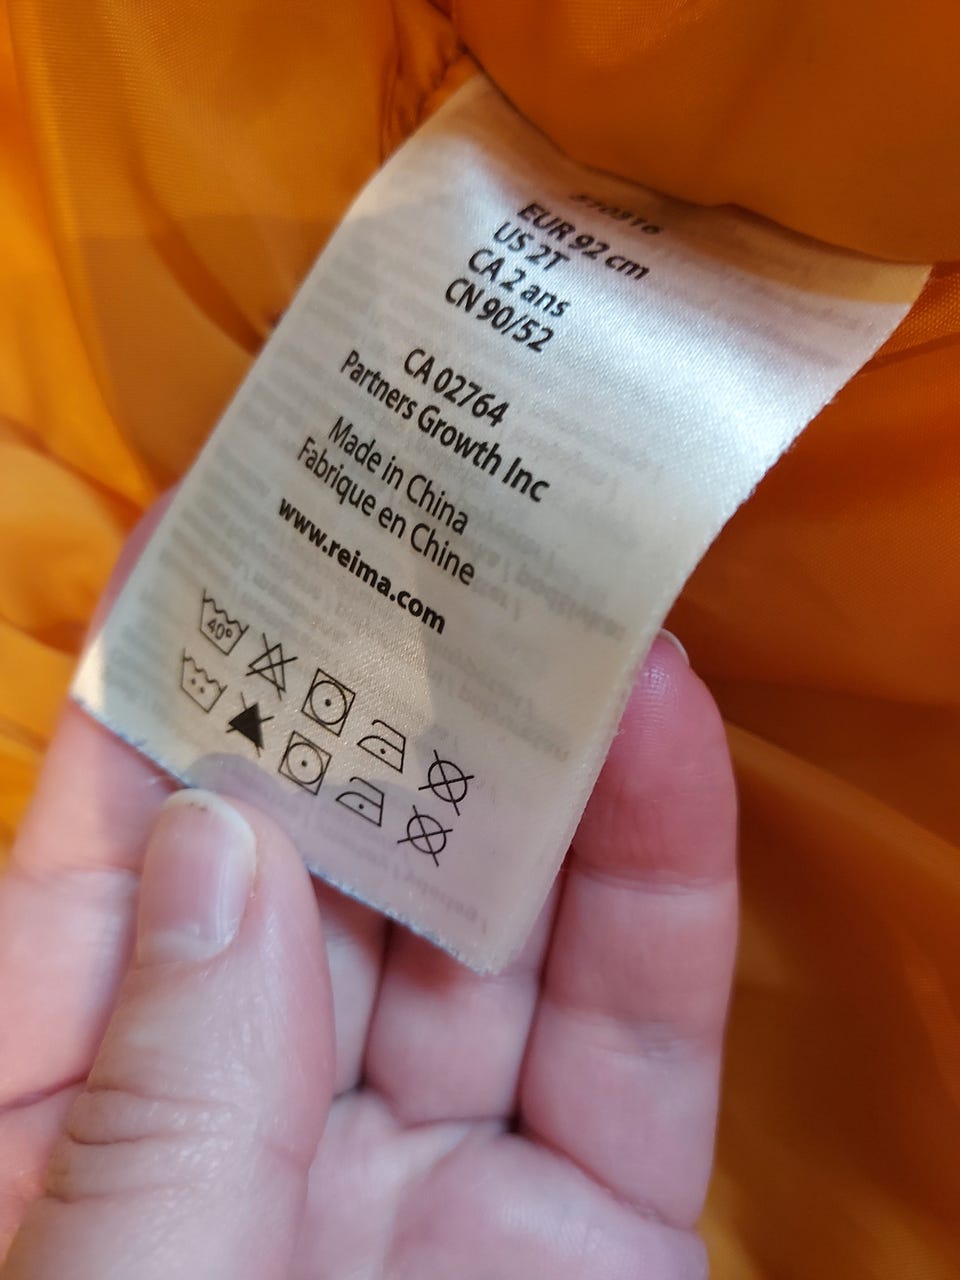 EUR 92 cm
US 2T
CA 2 ans
CN 90/52
CA 02764
Partners Growth Inc
Made in China
Fabrique en Chine
www.reima.com
40°